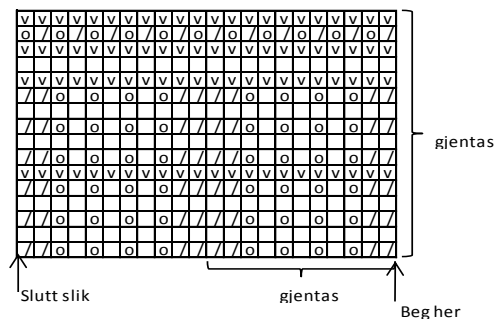 v v v v v v v v v v v v v v v v v v v v v v
o / o / o / o / o / o / o / o / o / o / o /
v v v v v v v v v v v v v v v v v v v v v v
v v v v v v v v v v v v v v v v v v v v v v
/ / o o o o / / / / o o o o / /
/ / o o o o / / / / o o o o / /
gjentas
/ / o o o o / / / / o o o o / /
v v v v v v v v v v v v v v v v v v v v v v
/ / o o o o / / / / o o o o / /
/ / o o o o / / / / o o o o / /
/ / o o o o / / / / o o o o / /
Slutt slik gjentas
Beg her